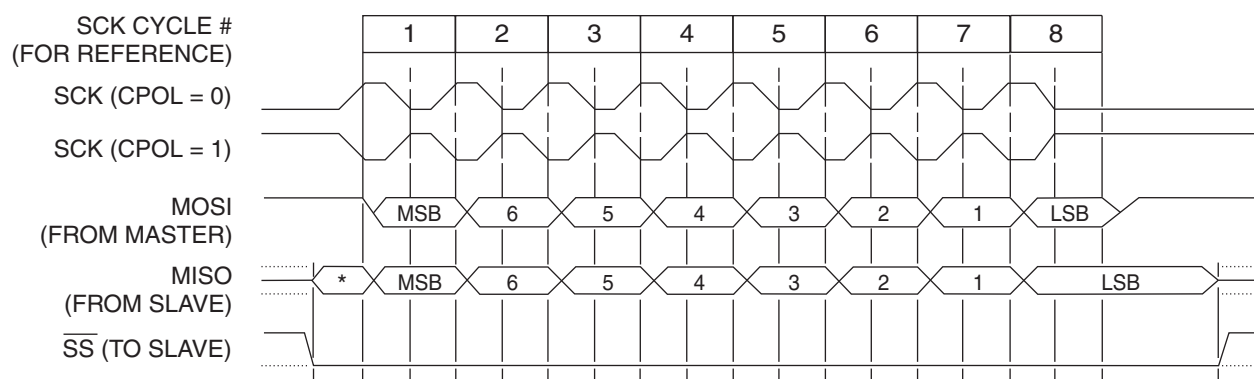 SCK CYCLE # 1 2 3 4 5 6 7 8
(FOR REFERENCE)
SCK (CPOL = 0)
SCK (CPOL = 1)
MOSI MSB 6 5 4 3 2 1 LSB
(FROM MASTER)
MISO * MSB 6 5 4 3 2 1 LSB
(FROM SLAVE)
SS (TO SLAVE)